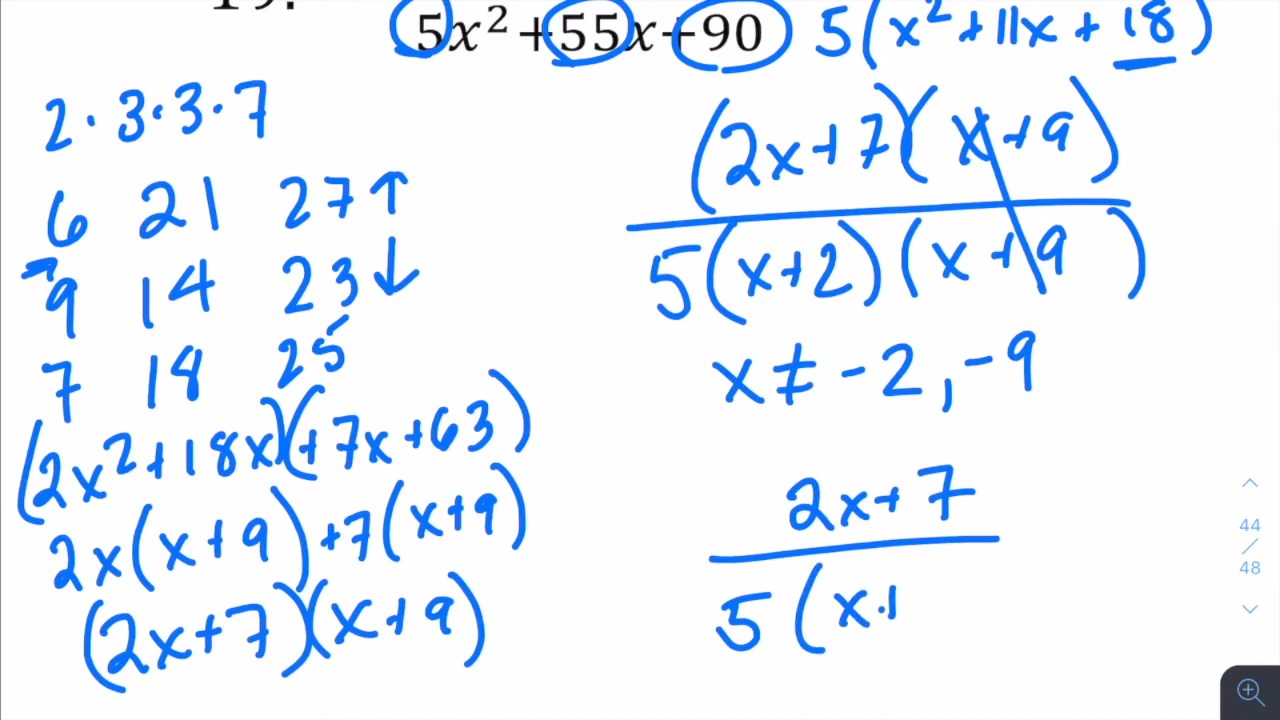 5x²+55x+90 5(x²+11x+18)
2·3·3·7
6 21 27↑
9 14 23↓
7 18 25
(2x²+18x)(+7x+63)
2x(x+9)+7(x+9)
(2x+7)(x+9)
(2x+7)(x+9)
5(x+2)(x+9)
x≠-2,-9
2x+7
5(x+
44
/
48